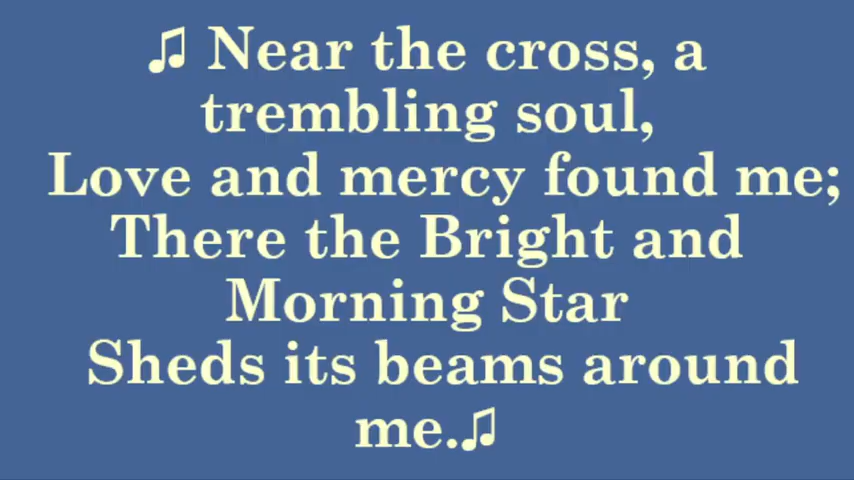 ♫ Near the cross, a
trembling soul,
Love and mercy found me;
There the Bright and
Morning Star
Sheds its beams around
me.♫